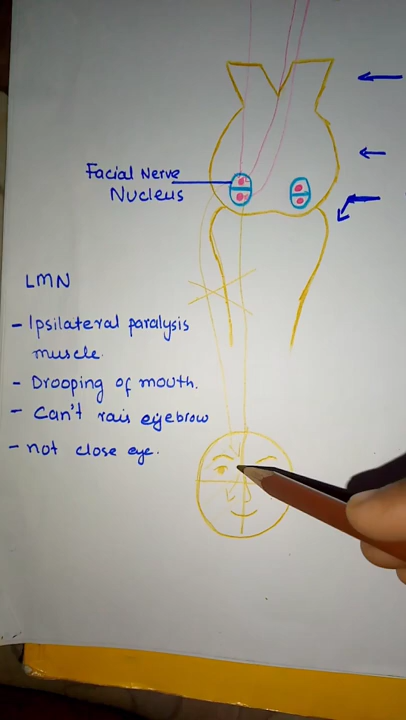 Facial Nerve
Nucleus
LMN
- Ipsilateral paralysis
muscle.
- Drooping of mouth.
- Can't rais eyebrow
- not close eye.